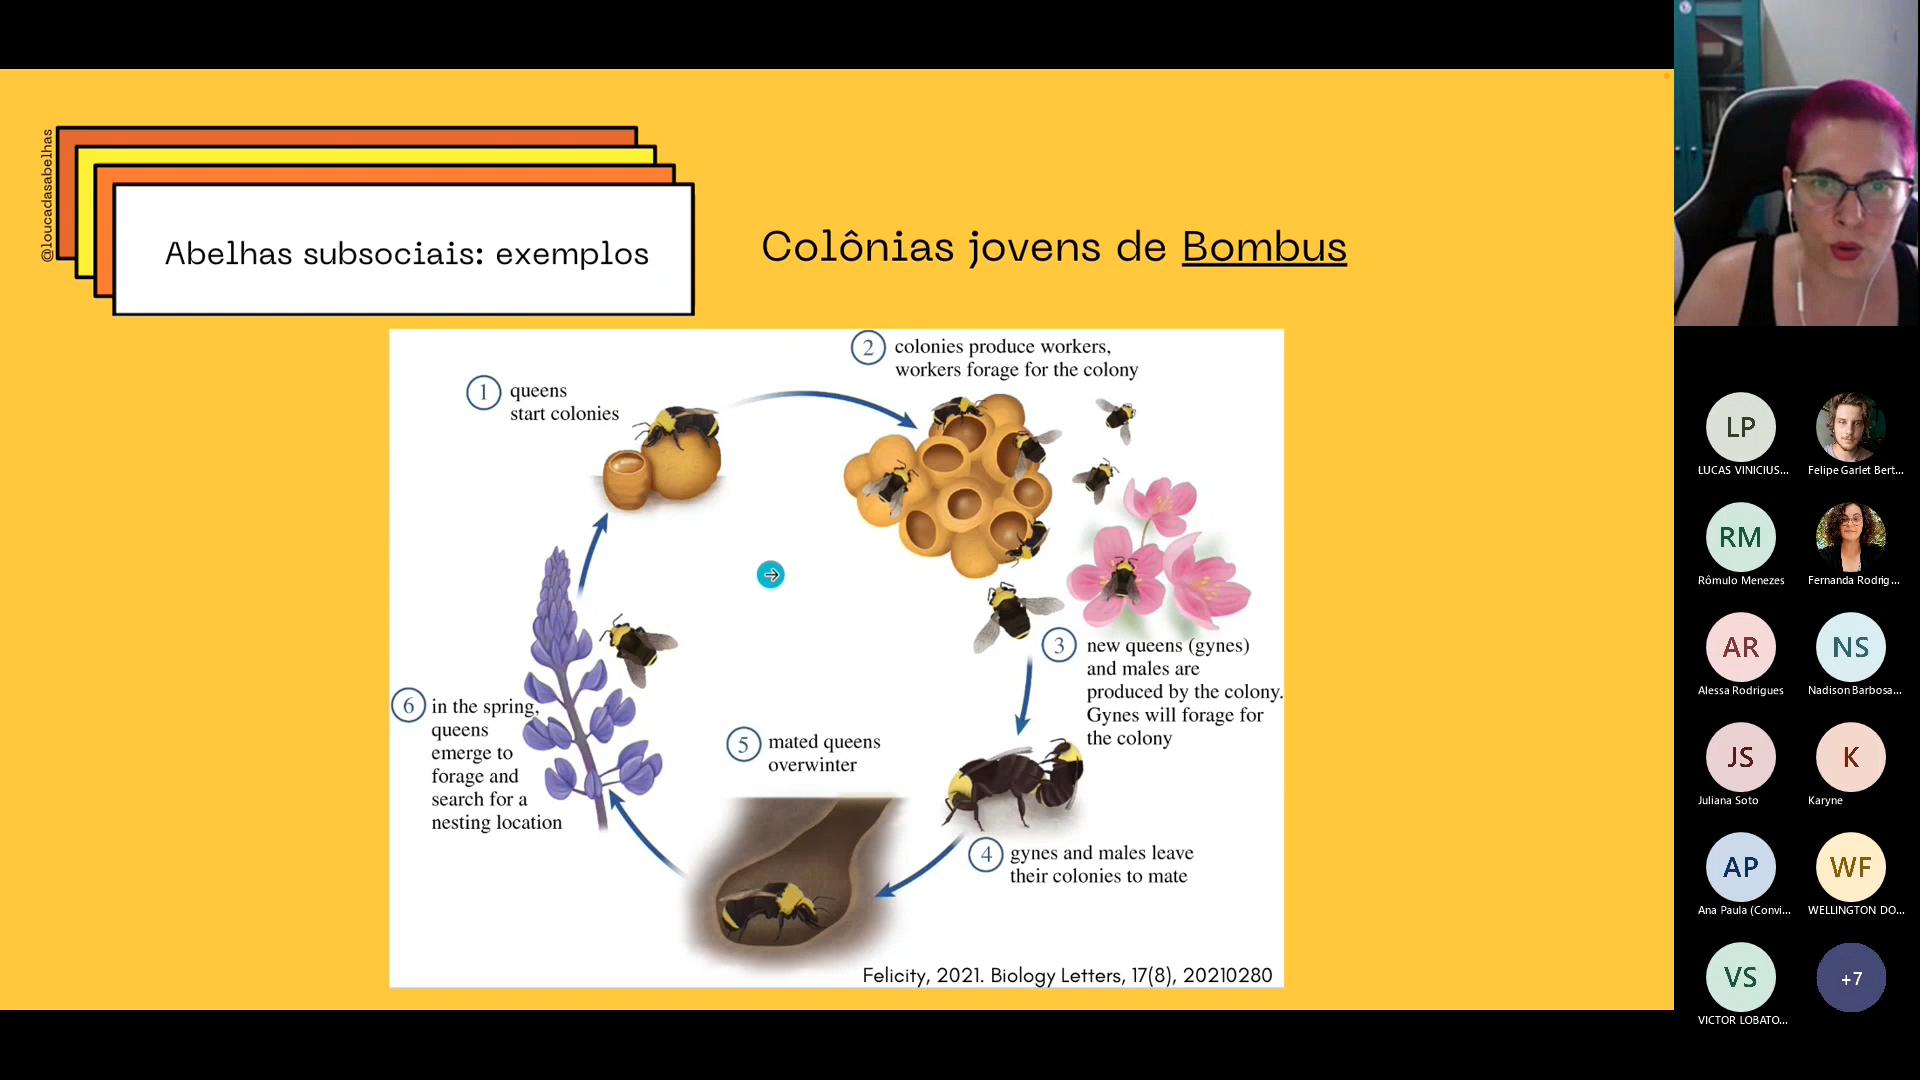 @loucadasabelhas
Abelhas subsociais: exemplos
Colônias jovens de Bombus
1
queens
start colonies
2
colonies produce workers,
workers forage for the colony
3
new queens (gynes)
and males are
produced by the colony.
Gynes will forage for
the colony
4
gynes and males leave
their colonies to mate
5
mated queens
overwinter
6
in the spring,
queens
emerge to
forage and
search for a
nesting location
Felicity, 2021. Biology Letters, 17(8), 20210280
LP
LUCAS VINICIUS...
Felipe Garlet Bert...
RM
Rômulo Menezes
Fernanda Rodrig...
AR
Alessa Rodrigues
NS
Nadison Barbosa...
JS
Juliana Soto
K
Karyne
AP
Ana Paula (Convi...
WF
WELLINGTON DO...
VS
VICTOR LOBATO...
+7